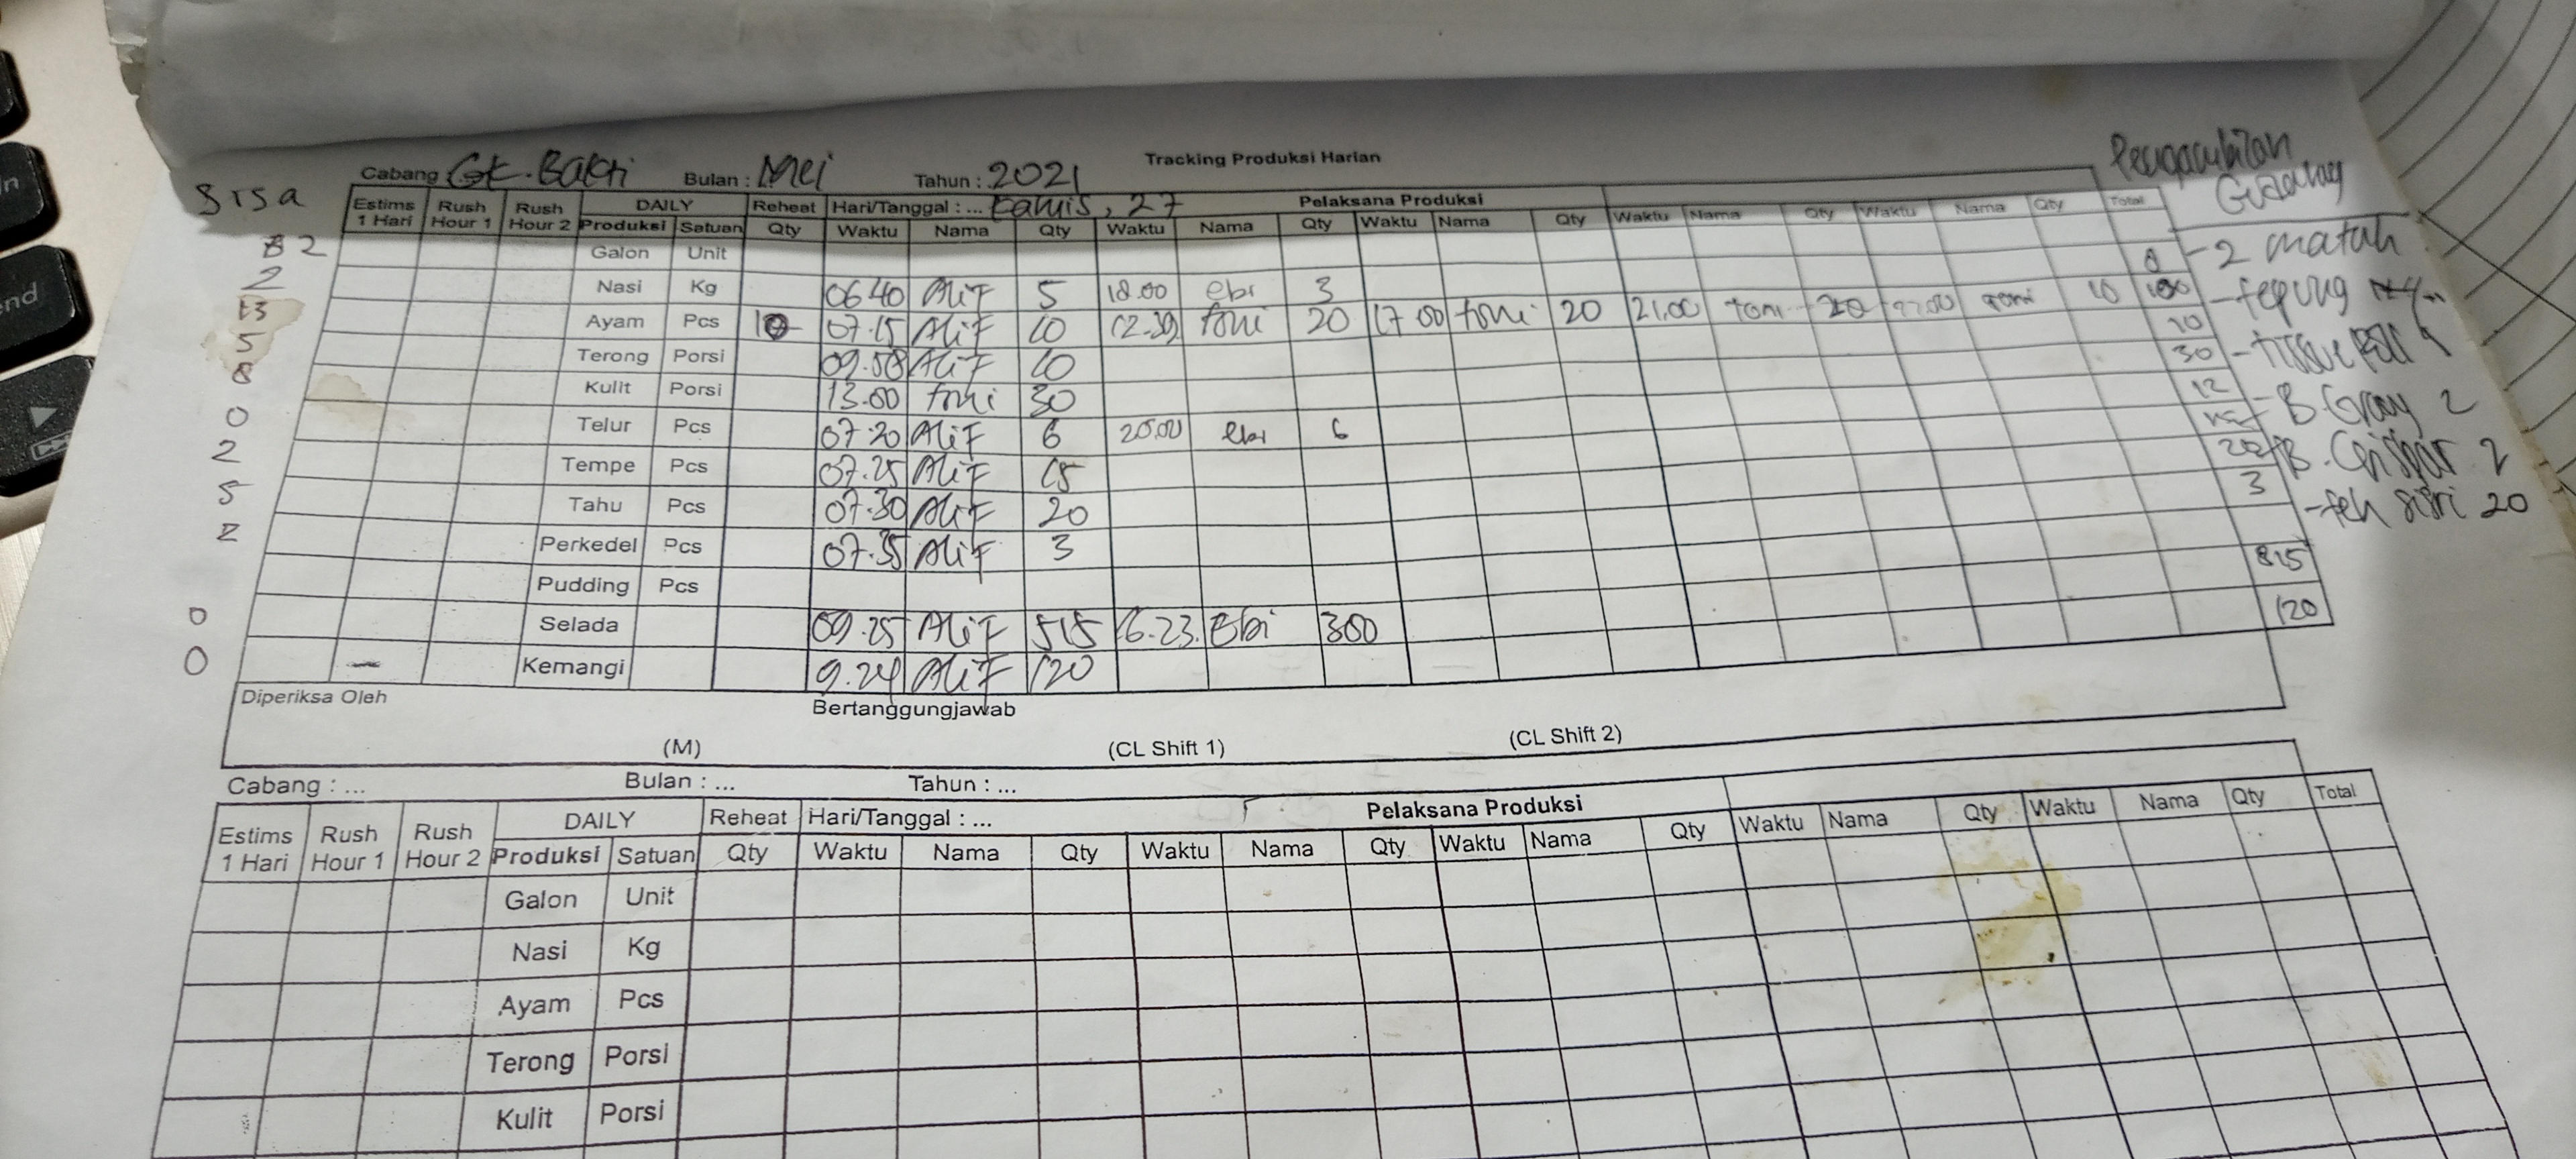 Tracking Produksi Harian
Pengambilan
Gudang
Sisa
Cabang : Gt. Bakti Bulan : Mei Tahun : 2021
Estims 1 Hari Rush Hour 1 Rush Hour 2 DAILY Reheat Hari/Tanggal : ... Kamis, 27 Pelaksana Produksi
Produksi Satuan Qty Waktu Nama Qty Waktu Nama Qty Waktu Nama Qty Waktu Nama Qty Waktu Nama Qty Total
2 Galon Unit
2 Nasi Kg 06.40 Alif 5 18.00 ebi 3 8 - 2 matah
13 Ayam Pcs 10 07.15 Alif 10 12.30 toni 20 17.00 toni 20 21.00 toni 20 toni 10 100 - tepung
5 Terong Porsi 09.58 Alif 10 10
8 Kulit Porsi 13.00 toni 30 30 - tissue
0 Telur Pcs 07.20 Alif 6 20.00 ebi 6 12 - B. Gray 2
2 Tempe Pcs 07.25 Alif 15
5 Tahu Pcs 07.30 Alif 20 20 B. 2
2 Perkedel Pcs 07.35 Alif 3 3 - teh sisri 20
Pudding Pcs
0 Selada 09.25 Alif 515 16.23 Ebi 300 815
0 Kemangi 9.24 Alif 120 120
Diperiksa Oleh Bertanggungjawab
(M) (CL Shift 1) (CL Shift 2)
Cabang : ... Bulan : ... Tahun : ...
Estims 1 Hari Rush Hour 1 Rush Hour 2 DAILY Reheat Hari/Tanggal : ... Pelaksana Produksi
Produksi Satuan Qty Waktu Nama Qty Waktu Nama Qty Waktu Nama Qty Waktu Nama Qty Waktu Nama Qty Total
Galon Unit
Nasi Kg
Ayam Pcs
Terong Porsi
Kulit Porsi